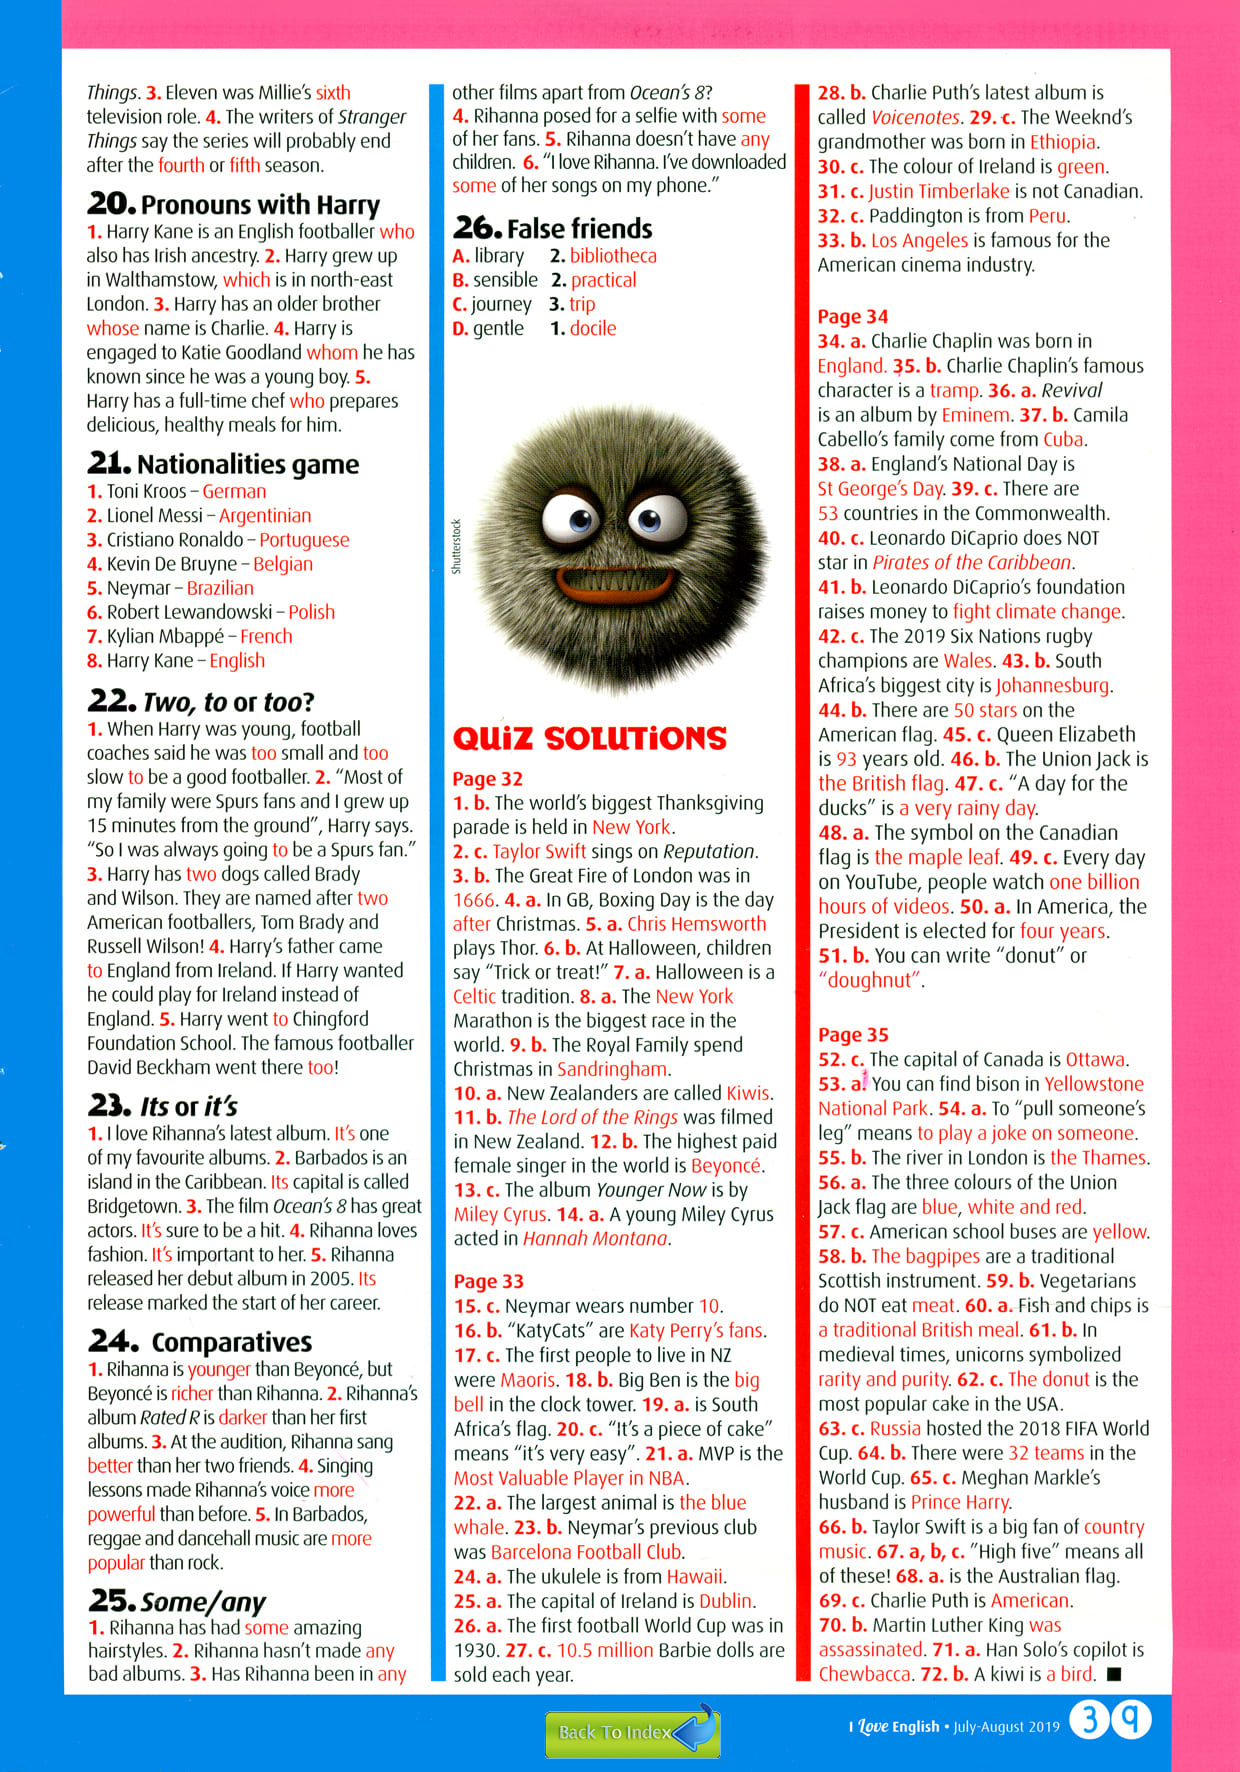 Things. 3. Eleven was Millie's sixth
television role. 4. The writers of Stranger
Things say the series will probably end
after the fourth or fifth season.
20. Pronouns with Harry
1. Harry Kane is an English footballer who
also has Irish ancestry. 2. Harry grew up
in Walthamstow, which is in north-east
London. 3. Harry has an older brother
whose name is Charlie. 4. Harry is
engaged to Katie Goodland whom he has
known since he was a young boy. 5.
Harry has a full-time chef who prepares
delicious, healthy meals for him.
21. Nationalities game
1. Toni Kroos – German
2. Lionel Messi – Argentinian
3. Cristiano Ronaldo – Portuguese
4. Kevin De Bruyne – Belgian
5. Neymar – Brazilian
6. Robert Lewandowski – Polish
7. Kylian Mbappé – French
8. Harry Kane – English
22. Two, to or too?
1. When Harry was young, football
coaches said he was too small and too
slow to be a good footballer. 2. "Most of
my family were Spurs fans and I grew up
15 minutes from the ground", Harry says.
"So I was always going to be a Spurs fan."
3. Harry has two dogs called Brady
and Wilson. They are named after two
American footballers, Tom Brady and
Russell Wilson! 4. Harry's father came
to England from Ireland. If Harry wanted
he could play for Ireland instead of
England. 5. Harry went to Chingford
Foundation School. The famous footballer
David Beckham went there too!
23. Its or it's
1. I love Rihanna's latest album. It's one
of my favourite albums. 2. Barbados is an
island in the Caribbean. Its capital is called
Bridgetown. 3. The film Ocean's 8 has great
actors. It's sure to be a hit. 4. Rihanna loves
fashion. It's important to her. 5. Rihanna
released her debut album in 2005. Its
release marked the start of her career.
24. Comparatives
1. Rihanna is younger than Beyoncé, but
Beyoncé is richer than Rihanna. 2. Rihanna's
album Rated R is darker than her first
albums. 3. At the audition, Rihanna sang
better than her two friends. 4. Singing
lessons made Rihanna's voice more
powerful than before. 5. In Barbados,
reggae and dancehall music are more
popular than rock.
25. Some/any
1. Rihanna has had some amazing
hairstyles. 2. Rihanna hasn't made any
bad albums. 3. Has Rihanna been in any
other films apart from Ocean's 8?
4. Rihanna posed for a selfie with some
of her fans. 5. Rihanna doesn't have any
children. 6. "I love Rihanna. I've downloaded
some of her songs on my phone."
26. False friends
A. library 2. bibliotheca
B. sensible 2. practical
C. journey 3. trip
D. gentle 1. docile
Shutterstock
QUIZ SOLUTIONS
Page 32
1. b. The world's biggest Thanksgiving
parade is held in New York.
2. c. Taylor Swift sings on Reputation.
3. b. The Great Fire of London was in
1666. 4. a. In GB, Boxing Day is the day
after Christmas. 5. a. Chris Hemsworth
plays Thor. 6. b. At Halloween, children
say "Trick or treat!" 7. a. Halloween is a
Celtic tradition. 8. a. The New York
Marathon is the biggest race in the
world. 9. b. The Royal Family spend
Christmas in Sandringham.
10. a. New Zealanders are called Kiwis.
11. b. The Lord of the Rings was filmed
in New Zealand. 12. b. The highest paid
female singer in the world is Beyoncé.
13. c. The album Younger Now is by
Miley Cyrus. 14. a. A young Miley Cyrus
acted in Hannah Montana.
Page 33
15. c. Neymar wears number 10.
16. b. "KatyCats" are Katy Perry's fans.
17. c. The first people to live in NZ
were Maoris. 18. b. Big Ben is the big
bell in the clock tower. 19. a. is South
Africa's flag. 20. c. "It's a piece of cake"
means "it's very easy". 21. a. MVP is the
Most Valuable Player in NBA.
22. a. The largest animal is the blue
whale. 23. b. Neymar's previous club
was Barcelona Football Club.
24. a. The ukulele is from Hawaii.
25. a. The capital of Ireland is Dublin.
26. a. The first football World Cup was in
1930. 27. c. 10.5 million Barbie dolls are
sold each year.
28. b. Charlie Puth's latest album is
called Voicenotes. 29. c. The Weeknd's
grandmother was born in Ethiopia.
30. c. The colour of Ireland is green.
31. c. Justin Timberlake is not Canadian.
32. c. Paddington is from Peru.
33. b. Los Angeles is famous for the
American cinema industry.
Page 34
34. a. Charlie Chaplin was born in
England. 35. b. Charlie Chaplin's famous
character is a tramp. 36. a. Revival
is an album by Eminem. 37. b. Camila
Cabello's family come from Cuba.
38. a. England's National Day is
St George's Day. 39. c. There are
53 countries in the Commonwealth.
40. c. Leonardo DiCaprio does NOT
star in Pirates of the Caribbean.
41. b. Leonardo DiCaprio's foundation
raises money to fight climate change.
42. c. The 2019 Six Nations rugby
champions are Wales. 43. b. South
Africa's biggest city is Johannesburg.
44. b. There are 50 stars on the
American flag. 45. c. Queen Elizabeth
is 93 years old. 46. b. The Union Jack is
the British flag. 47. c. "A day for the
ducks" is a very rainy day.
48. a. The symbol on the Canadian
flag is the maple leaf. 49. c. Every day
on YouTube, people watch one billion
hours of videos. 50. a. In America, the
President is elected for four years.
51. b. You can write "donut" or
"doughnut".
Page 35
52. c. The capital of Canada is Ottawa.
53. a. You can find bison in Yellowstone
National Park. 54. a. To "pull someone's
leg" means to play a joke on someone.
55. b. The river in London is the Thames.
56. a. The three colours of the Union
Jack flag are blue, white and red.
57. c. American school buses are yellow.
58. b. The bagpipes are a traditional
Scottish instrument. 59. b. Vegetarians
do NOT eat meat. 60. a. Fish and chips is
a traditional British meal. 61. b. In
medieval times, unicorns symbolized
rarity and purity. 62. c. The donut is the
most popular cake in the USA.
63. c. Russia hosted the 2018 FIFA World
Cup. 64. b. There were 32 teams in the
World Cup. 65. c. Meghan Markle's
husband is Prince Harry.
66. b. Taylor Swift is a big fan of country
music. 67. a, b, c. "High five" means all
of these! 68. a. is the Australian flag.
69. c. Charlie Puth is American.
70. b. Martin Luther King was
assassinated. 71. a. Han Solo's copilot is
Chewbacca. 72. b. A kiwi is a bird. ■
Back To Index
I Love English • July-August 2019 39